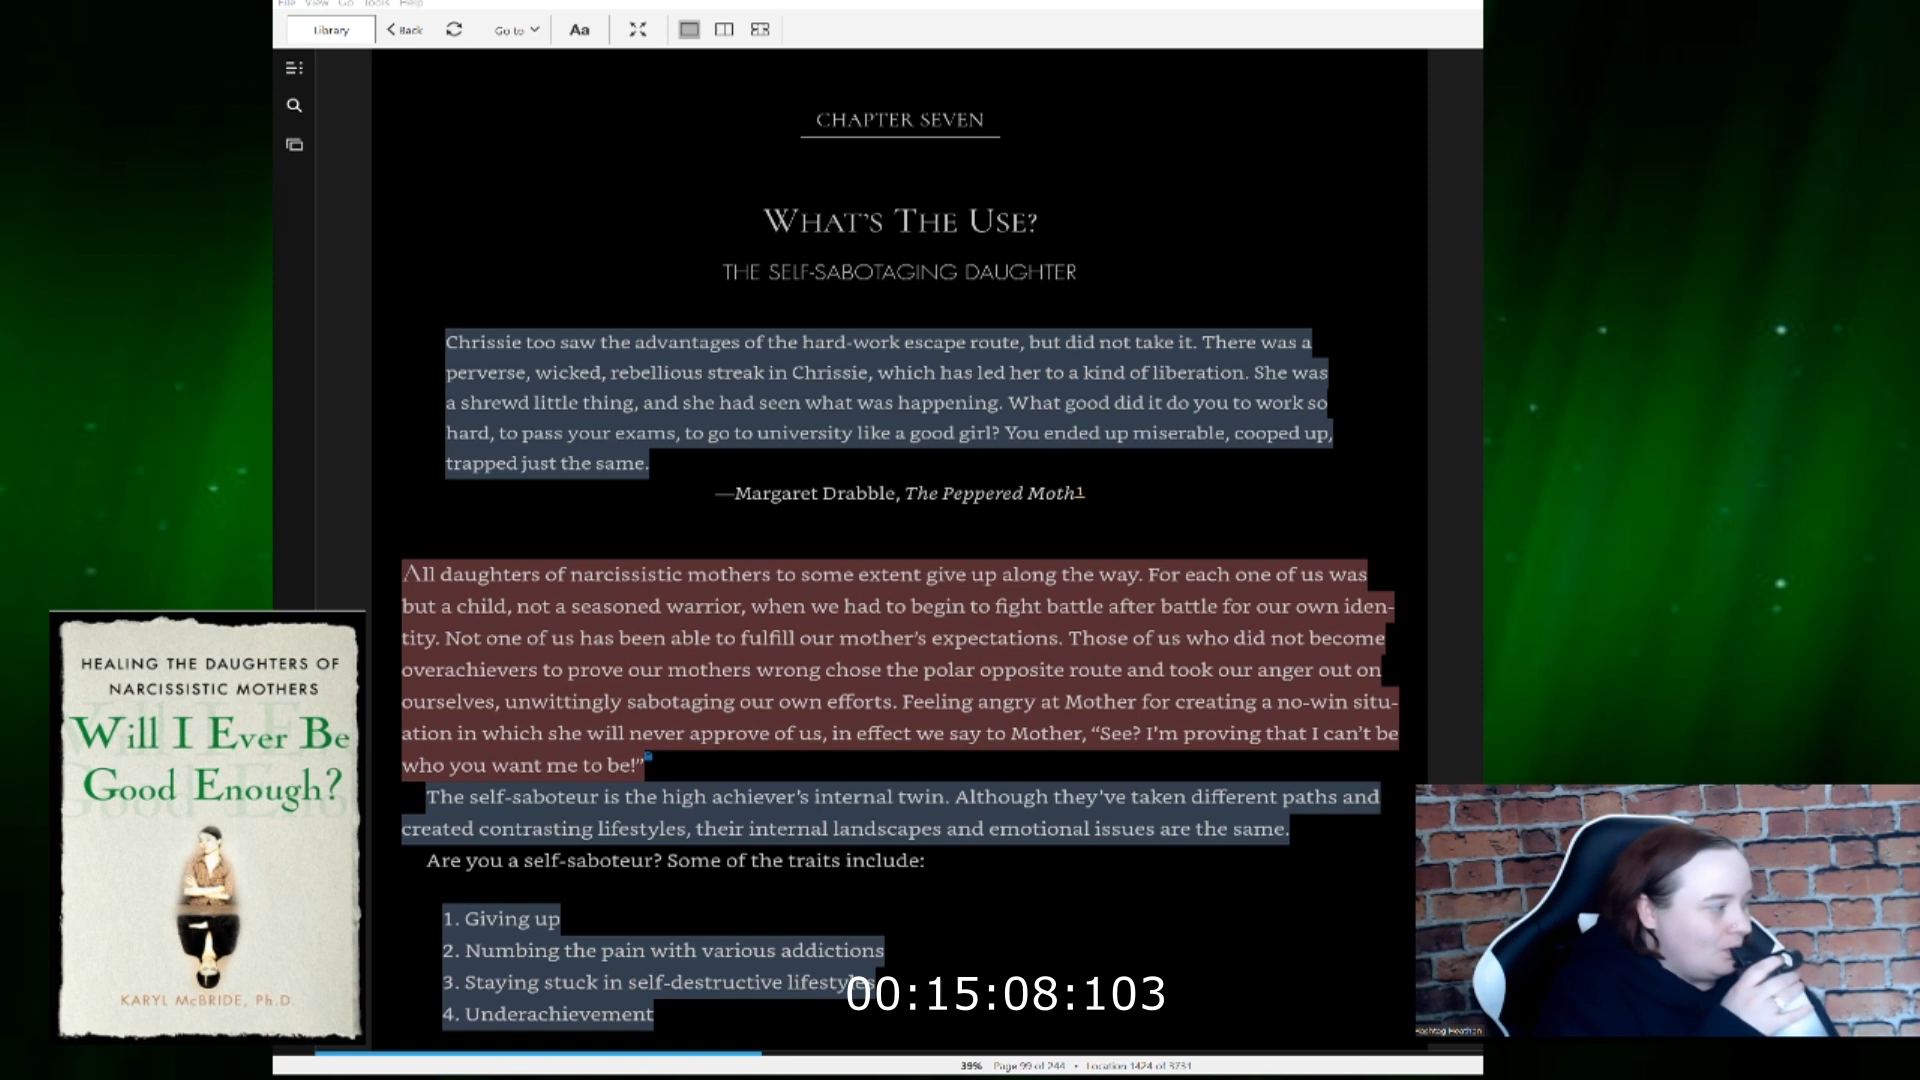 File View Go Tools Help
Library
Back
Go to
Aa
CHAPTER SEVEN
WHAT'S THE USE?
THE SELF-SABOTAGING DAUGHTER
Chrissie too saw the advantages of the hard-work escape route, but did not take it. There was a
perverse, wicked, rebellious streak in Chrissie, which has led her to a kind of liberation. She was
a shrewd little thing, and she had seen what was happening. What good did it do you to work so
hard, to pass your exams, to go to university like a good girl? You ended up miserable, cooped up,
trapped just the same.
—Margaret Drabble, The Peppered Moth1
All daughters of narcissistic mothers to some extent give up along the way. For each one of us was
but a child, not a seasoned warrior, when we had to begin to fight battle after battle for our own iden-
tity. Not one of us has been able to fulfill our mother's expectations. Those of us who did not become
overachievers to prove our mothers wrong chose the polar opposite route and took our anger out on
ourselves, unwittingly sabotaging our own efforts. Feeling angry at Mother for creating a no-win situ-
ation in which she will never approve of us, in effect we say to Mother, “See? I'm proving that I can't be
who you want me to be!”
The self-saboteur is the high achiever's internal twin. Although they've taken different paths and
created contrasting lifestyles, their internal landscapes and emotional issues are the same.
Are you a self-saboteur? Some of the traits include:
1. Giving up
2. Numbing the pain with various addictions
3. Staying stuck in self-destructive lifestyles
4. Underachievement
00:15:08:103
39% Page 99 of 244 • Location 1424 of 3731
HEALING THE DAUGHTERS OF
NARCISSISTIC MOTHERS
Will I Ever Be
Good Enough?
KARYL McBRIDE, Ph.D.
Hashtag Heathen